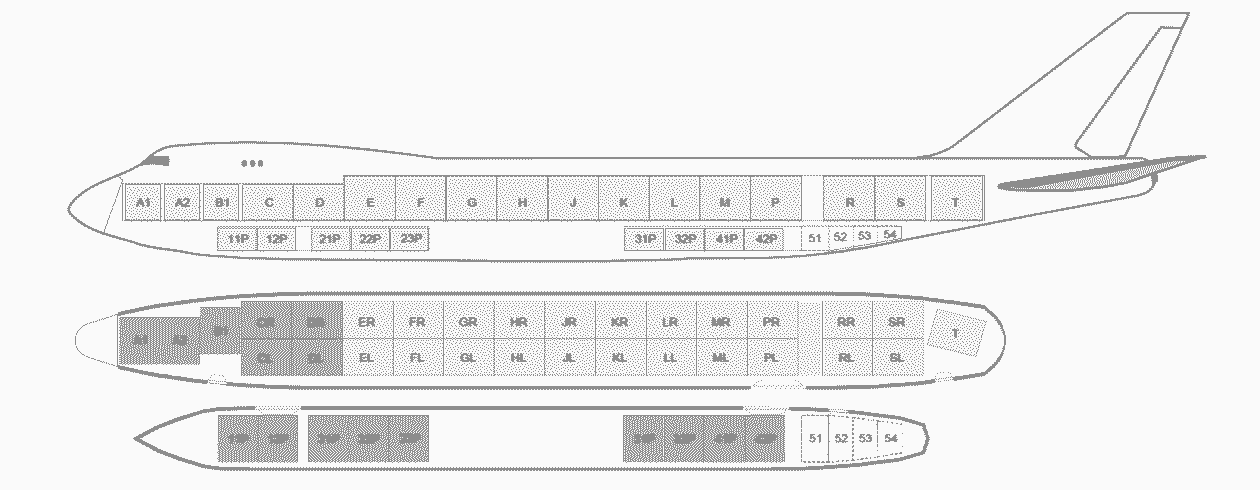 A1 A2 B1 C D E F G H J K L M P R S T
11P 12P 21P 22P 23P 31P 32P 41P 42P 51 52 53 54
A1 A2 B1 CR DR ER FR GR HR JR KR LR MR PR RR SR T
CL DL EL FL GL HL JL KL LL ML PL RL SL
11P 12P 21P 22P 23P 31P 32P 41P 42P 51 52 53 54